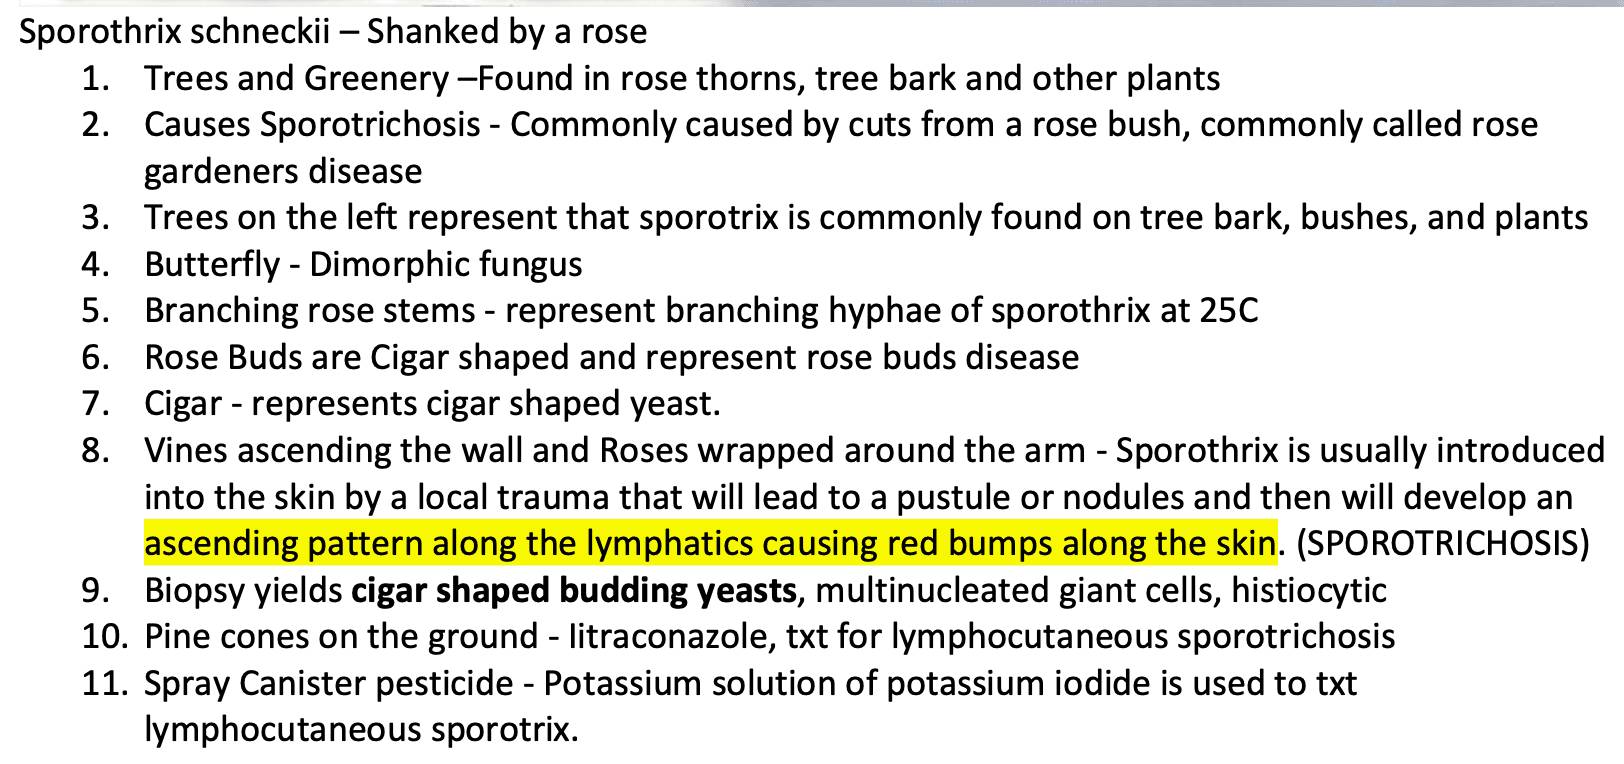 Sporothrix schneckii – Shanked by a rose
1. Trees and Greenery –Found in rose thorns, tree bark and other plants
2. Causes Sporotrichosis - Commonly caused by cuts from a rose bush, commonly called rose
gardeners disease
3. Trees on the left represent that sporotrix is commonly found on tree bark, bushes, and plants
4. Butterfly - Dimorphic fungus
5. Branching rose stems - represent branching hyphae of sporothrix at 25C
6. Rose Buds are Cigar shaped and represent rose buds disease
7. Cigar - represents cigar shaped yeast.
8. Vines ascending the wall and Roses wrapped around the arm - Sporothrix is usually introduced
into the skin by a local trauma that will lead to a pustule or nodules and then will develop an
ascending pattern along the lymphatics causing red bumps along the skin. (SPOROTRICHOSIS)
9. Biopsy yields cigar shaped budding yeasts, multinucleated giant cells, histiocytic
10. Pine cones on the ground - Iitraconazole, txt for lymphocutaneous sporotrichosis
11. Spray Canister pesticide - Potassium solution of potassium iodide is used to txt
lymphocutaneous sporotrix.